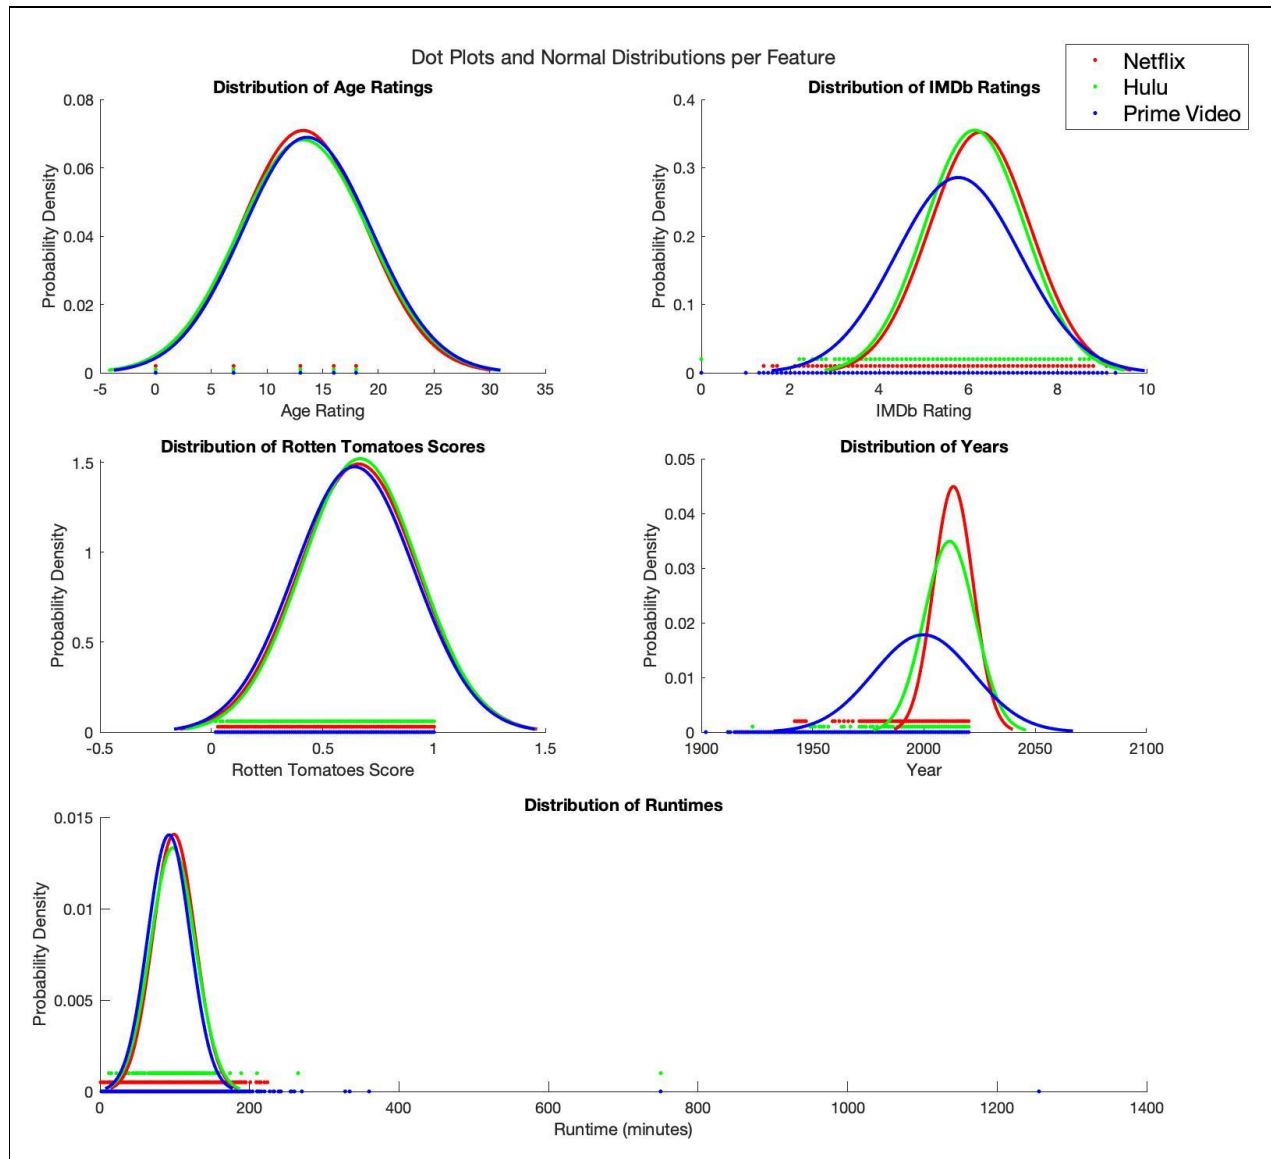 Dot Plots and Normal Distributions per Feature
Netflix
Hulu
Prime Video
Distribution of Age Ratings
0.08
0.06
0.04
0.02
0
Probability Density
-5 0 5 10 15 20 25 30 35
Age Rating
Distribution of IMDb Ratings
0.4
0.3
0.2
0.1
0
Probability Density
0 2 4 6 8 10
IMDb Rating
Distribution of Rotten Tomatoes Scores
1.5
1
0.5
0
Probability Density
-0.5 0 0.5 1 1.5
Rotten Tomatoes Score
Distribution of Years
0.05
0.04
0.03
0.02
0.01
0
Probability Density
1900 1950 2000 2050 2100
Year
Distribution of Runtimes
0.015
0.01
0.005
0
Probability Density
0 200 400 600 800 1000 1200 1400
Runtime (minutes)